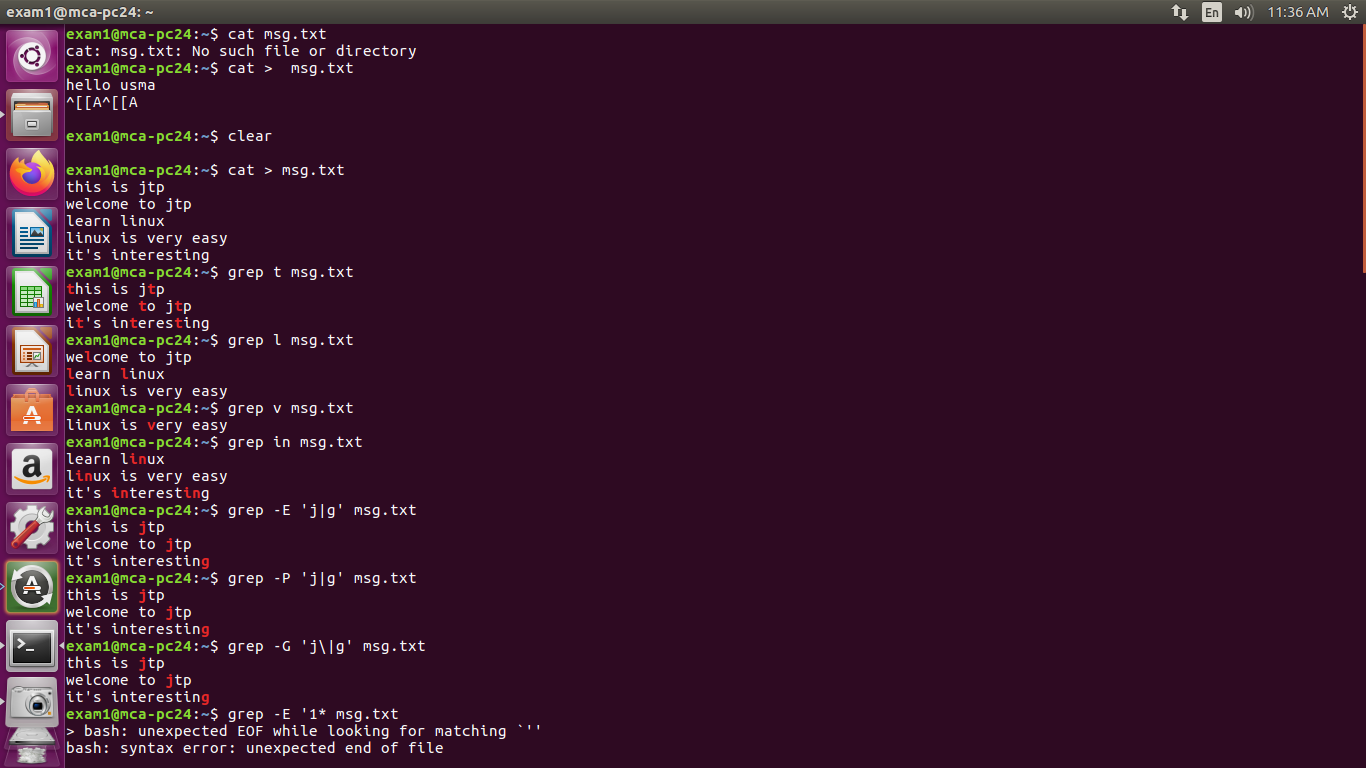 exam1@mca-pc24: ~
En
11:36 AM
exam1@mca-pc24:~$ cat msg.txt
cat: msg.txt: No such file or directory
exam1@mca-pc24:~$ cat >  msg.txt
hello usma
^[[A^[[A
exam1@mca-pc24:~$ clear
exam1@mca-pc24:~$ cat > msg.txt
this is jtp
welcome to jtp
learn linux
linux is very easy
it's interesting
exam1@mca-pc24:~$ grep t msg.txt
this is jtp
welcome to jtp
it's interesting
exam1@mca-pc24:~$ grep l msg.txt
welcome to jtp
learn linux
linux is very easy
exam1@mca-pc24:~$ grep v msg.txt
linux is very easy
exam1@mca-pc24:~$ grep in msg.txt
learn linux
linux is very easy
it's interesting
exam1@mca-pc24:~$ grep -E 'j|g' msg.txt
this is jtp
welcome to jtp
it's interesting
exam1@mca-pc24:~$ grep -P 'j|g' msg.txt
this is jtp
welcome to jtp
it's interesting
exam1@mca-pc24:~$ grep -G 'j\|g' msg.txt
this is jtp
welcome to jtp
it's interesting
exam1@mca-pc24:~$ grep -E '1* msg.txt
> bash: unexpected EOF while looking for matching `''
bash: syntax error: unexpected end of file